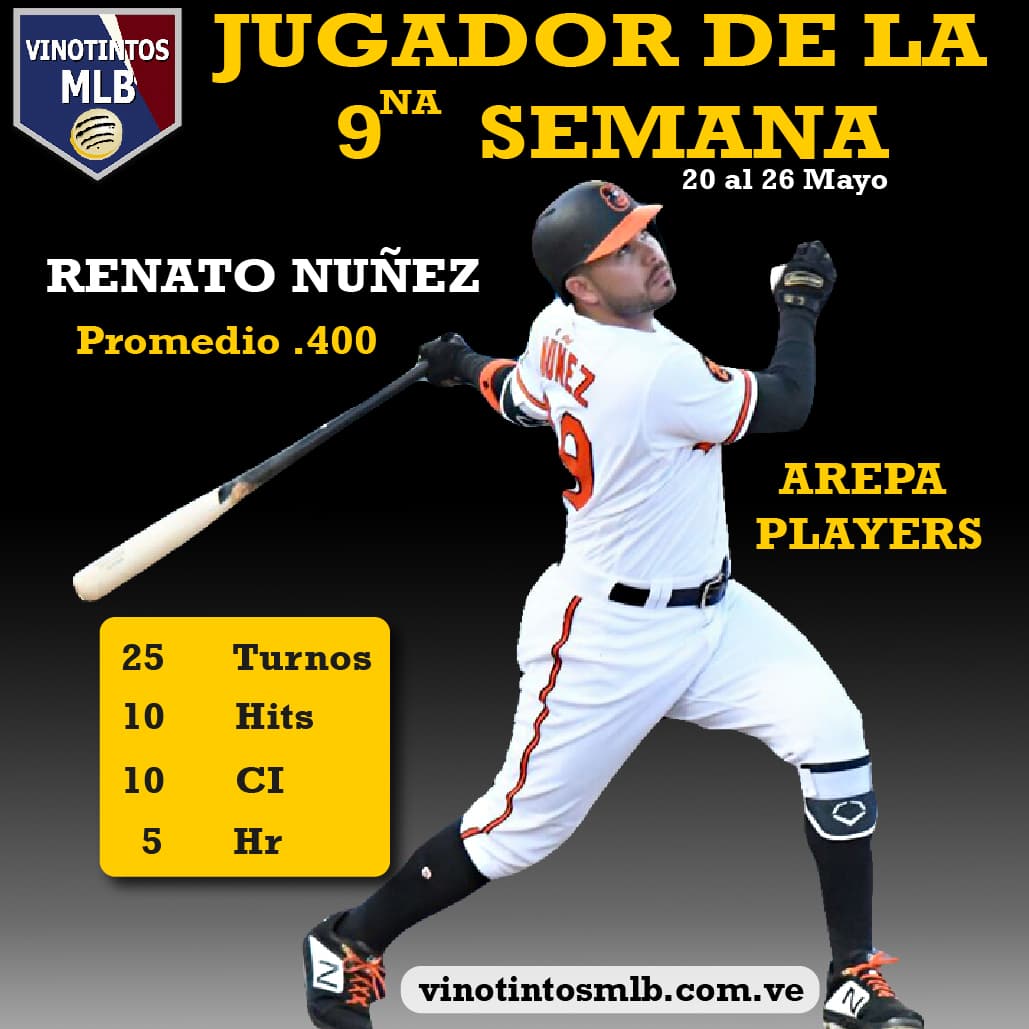 VINOTINTOS
MLB
JUGADOR DE LA
9NA SEMANA
20 al 26 Mayo
RENATO NUÑEZ
Promedio .400
NUÑEZ
9
AREPA
PLAYERS
25 Turnos
10 Hits
10 CI
5 Hr
N
N
vinotintosmlb.com.ve